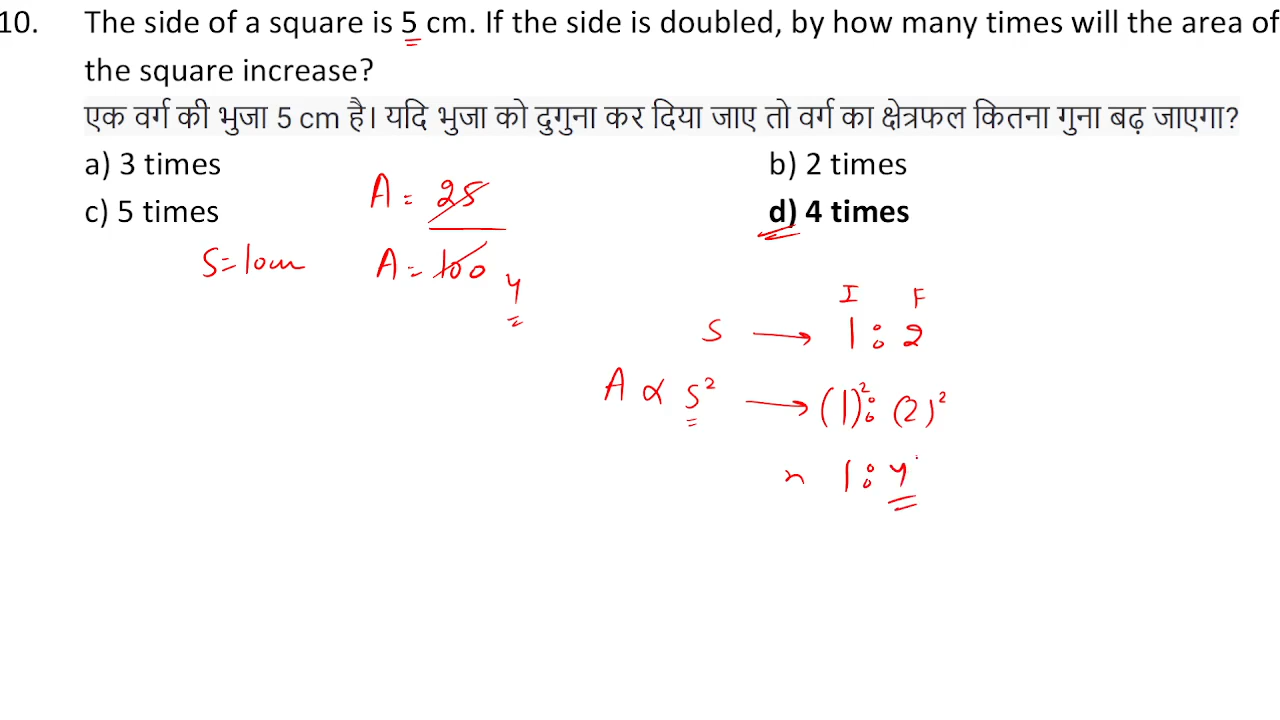 10. The side of a square is 5 cm. If the side is doubled, by how many times will the area of
the square increase?
एक वर्ग की भुजा 5 cm है। यदि भुजा को दुगुना कर दिया जाए तो वर्ग का क्षेत्रफल कितना गुना बढ़ जाएगा?
a) 3 times b) 2 times
A = 25
c) 5 times d) 4 times
S = 10cm A = 100
4
I F
S → 1 : 2
A ∝ S² → (1)² : (2)²
1 : 4